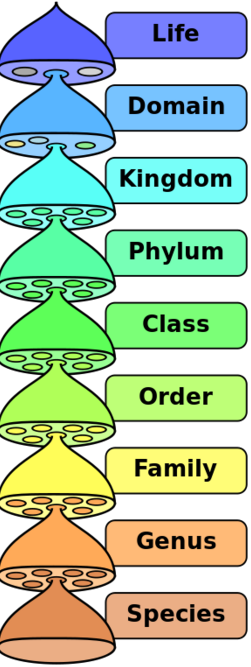 Life
Domain
Kingdom
Phylum
Class
Order
Family
Genus
Species